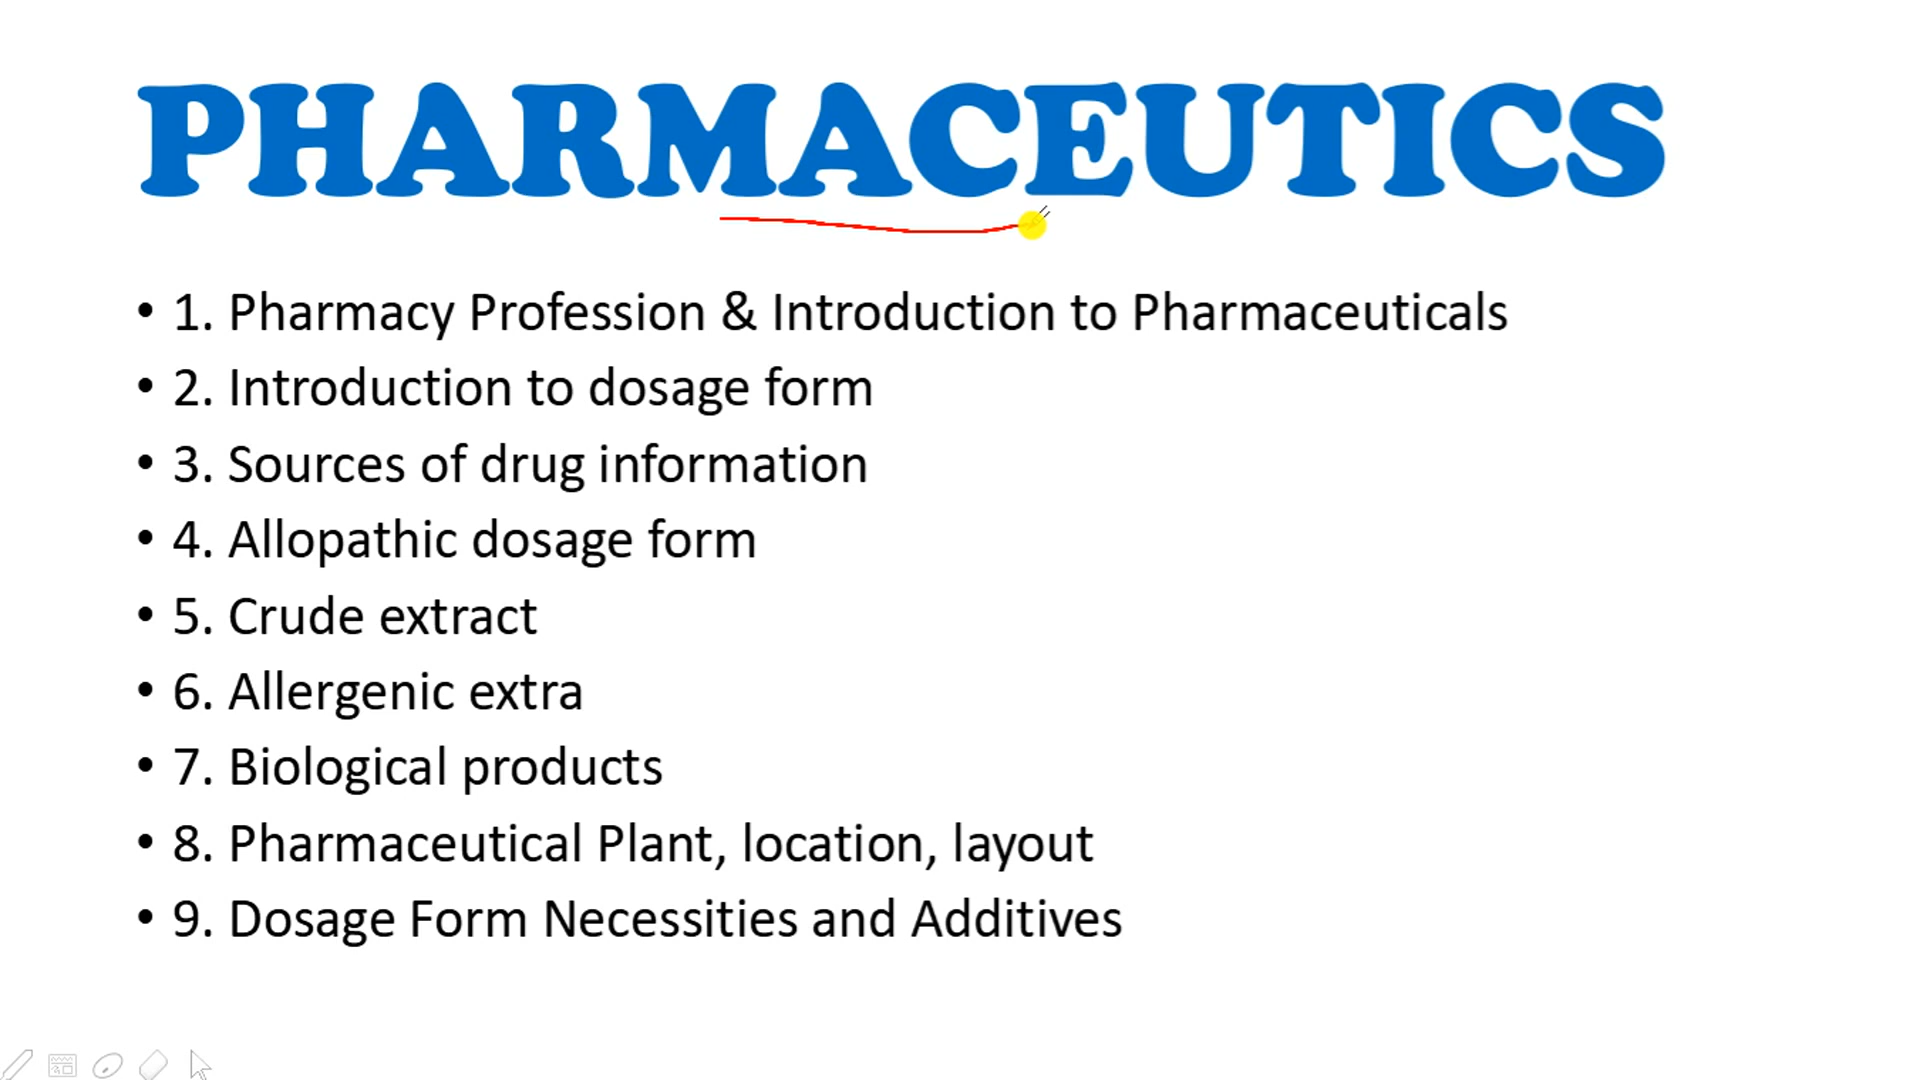 PHARMACEUTICS
• 1. Pharmacy Profession & Introduction to Pharmaceuticals
• 2. Introduction to dosage form
• 3. Sources of drug information
• 4. Allopathic dosage form
• 5. Crude extract
• 6. Allergenic extra
• 7. Biological products
• 8. Pharmaceutical Plant, location, layout
• 9. Dosage Form Necessities and Additives